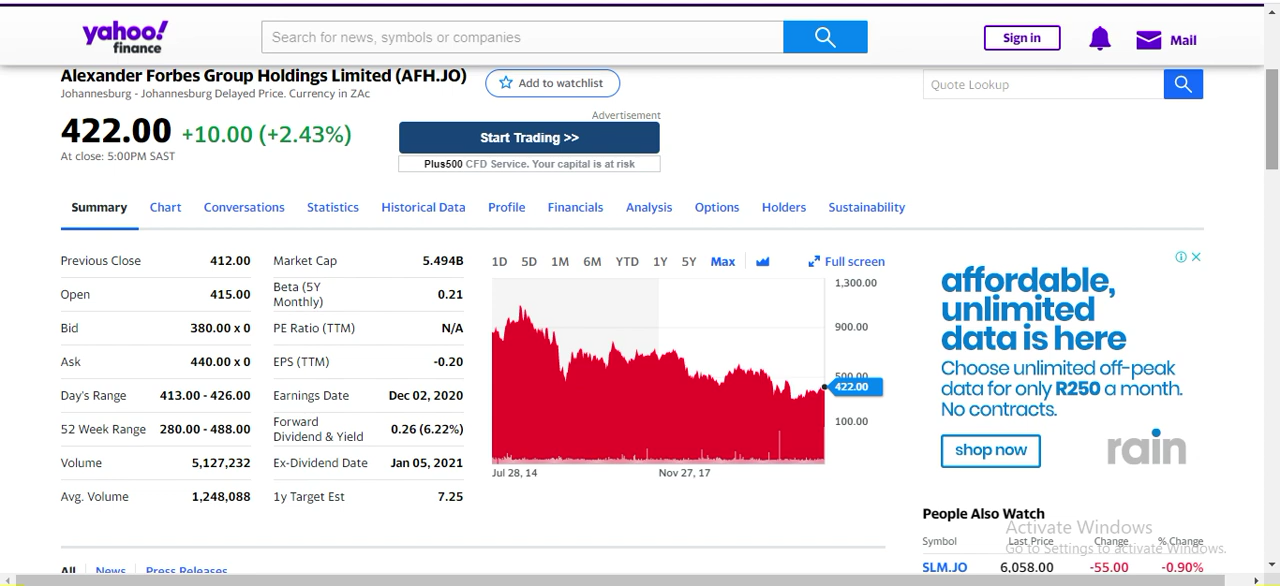 yahoo!
finance
Search for news, symbols or companies
Sign in
Mail
Alexander Forbes Group Holdings Limited (AFH.JO)
Add to watchlist
Johannesburg - Johannesburg Delayed Price. Currency in ZAc
Quote Lookup
422.00 +10.00 (+2.43%)
At close: 5:00PM SAST
Advertisement
Start Trading >>
Plus500 CFD Service. Your capital is at risk
Summary Chart Conversations Statistics Historical Data Profile Financials Analysis Options Holders Sustainability
Previous Close 412.00
Open 415.00
Bid 380.00 x 0
Ask 440.00 x 0
Day's Range 413.00 - 426.00
52 Week Range 280.00 - 488.00
Volume 5,127,232
Avg. Volume 1,248,088
Market Cap 5.494B
Beta (5Y
Monthly) 0.21
PE Ratio (TTM) N/A
EPS (TTM) -0.20
Earnings Date Dec 02, 2020
Forward
Dividend & Yield 0.26 (6.22%)
Ex-Dividend Date Jan 05, 2021
1y Target Est 7.25
1D 5D 1M 6M YTD 1Y 5Y Max Full screen
1,300.00
900.00
500.00
422.00
100.00
Jul 28, 14 Nov 27, 17
affordable,
unlimited
data is here
Choose unlimited off-peak
data for only R250 a month.
No contracts.
shop now
rain
People Also Watch
Symbol Last Price Change % Change
SLM.JO 6,058.00 -55.00 -0.90%
Activate Windows
Go to Settings to activate Windows.
All News Press Releases